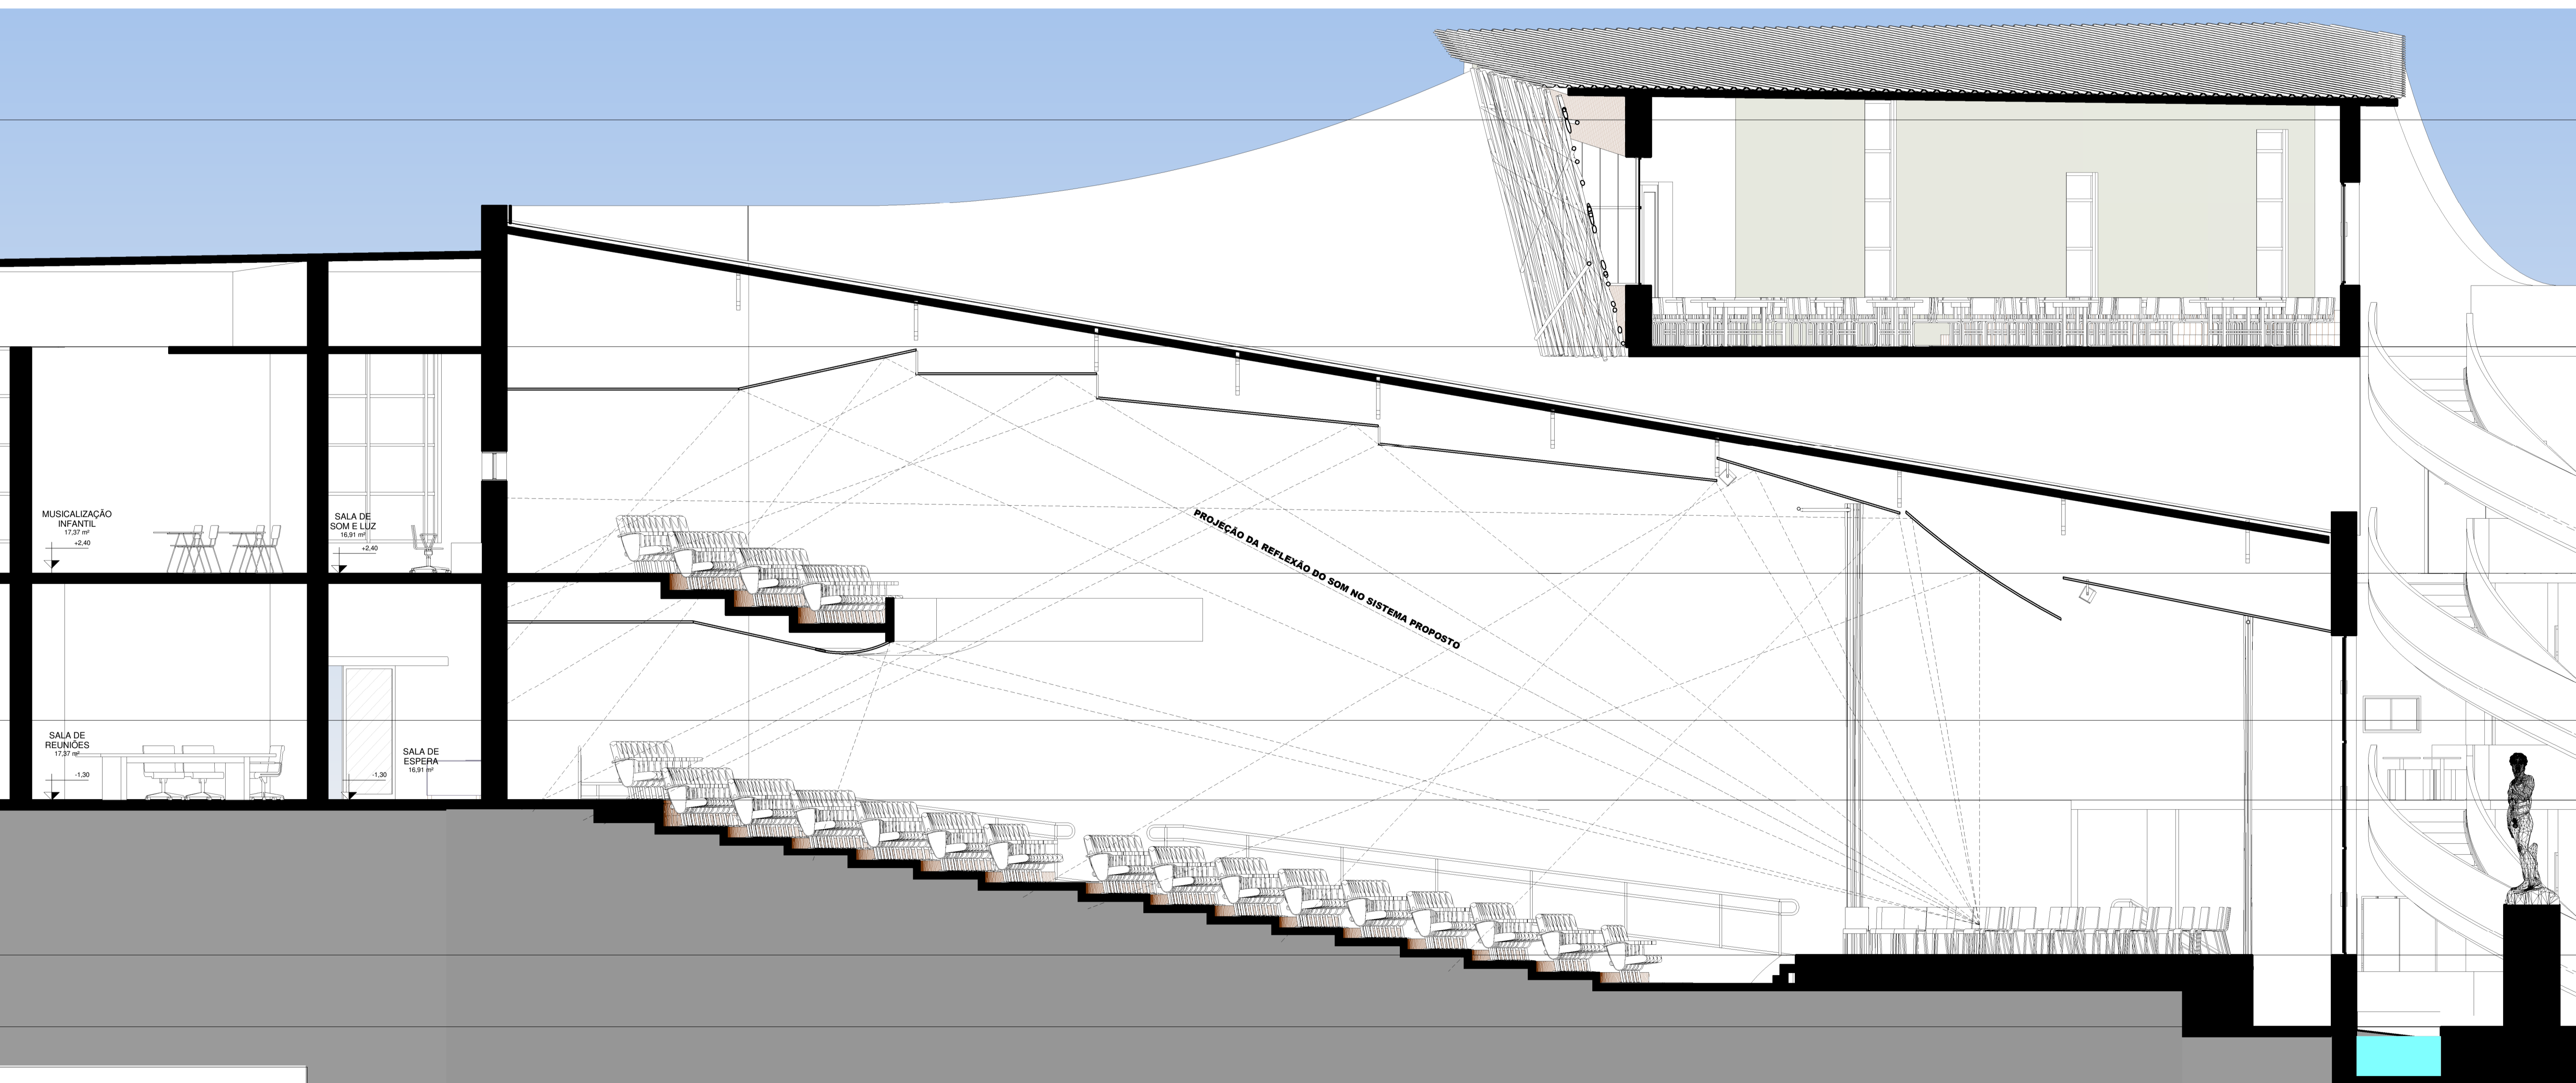 MUSICALIZAÇÃO
INFANTIL
17,37 m²
+2,40
SALA DE
SOM E LUZ
16,91 m²
+2,40
PROJEÇÃO DA REFLEXÃO DO SOM NO SISTEMA PROPOSTO
SALA DE
REUNIÕES
17,37 m²
-1,30
SALA DE
ESPERA
16,91 m²
-1,30